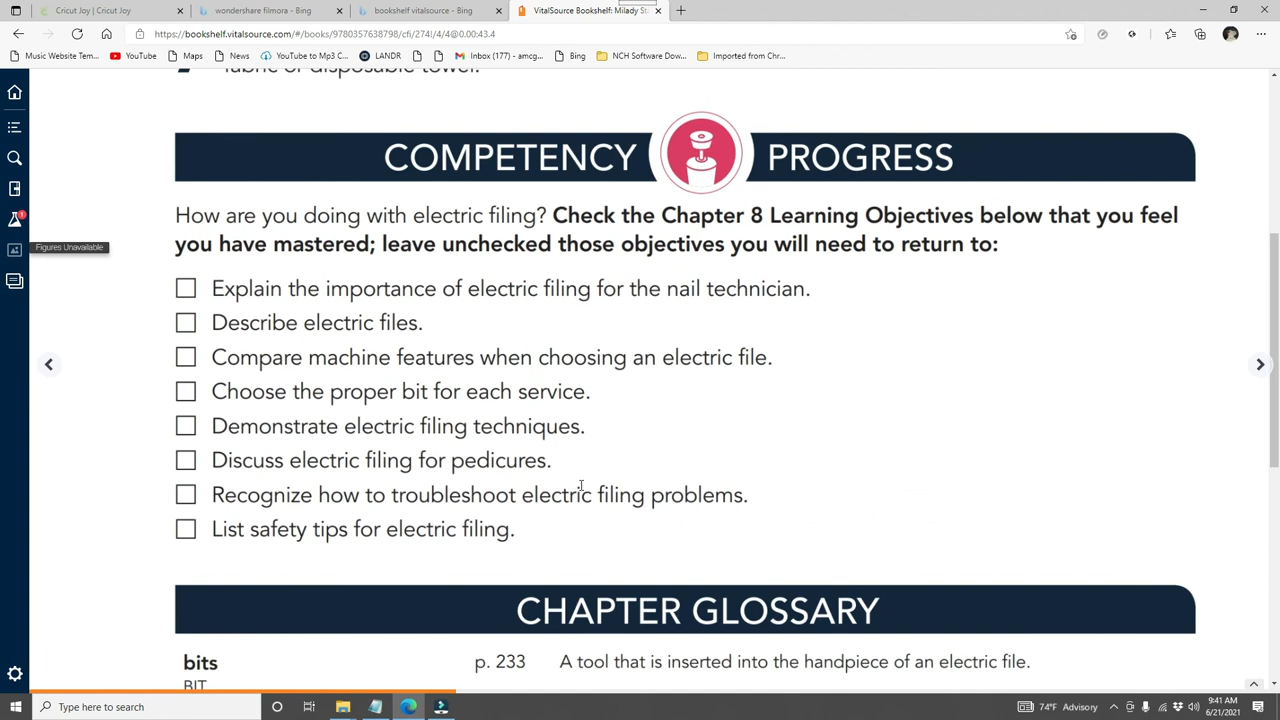 Cricut Joy | Cricut Joy
wondershare filmora - Bing
bookshelf vitalsource - Bing
VitalSource Bookshelf: Milady St
https://bookshelf.vitalsource.com/#/books/9780357638798/cfi/274!/4/4@0.00:43.4
Music Website Tem...
YouTube
Maps
News
YouTube to Mp3 C...
LANDR
Inbox (177) - amcg...
Bing
NCH Software Dow...
Imported from Chr...
fabric or disposable towel.
COMPETENCY PROGRESS
How are you doing with electric filing? Check the Chapter 8 Learning Objectives below that you feel
you have mastered; leave unchecked those objectives you will need to return to:
1
Figures Unavailable
Explain the importance of electric filing for the nail technician.
Describe electric files.
Compare machine features when choosing an electric file.
Choose the proper bit for each service.
Demonstrate electric filing techniques.
Discuss electric filing for pedicures.
Recognize how to troubleshoot electric filing problems.
List safety tips for electric filing.
CHAPTER GLOSSARY
bits p. 233 A tool that is inserted into the handpiece of an electric file.
BIT
Type here to search
74°F Advisory
9:41 AM
6/21/2021